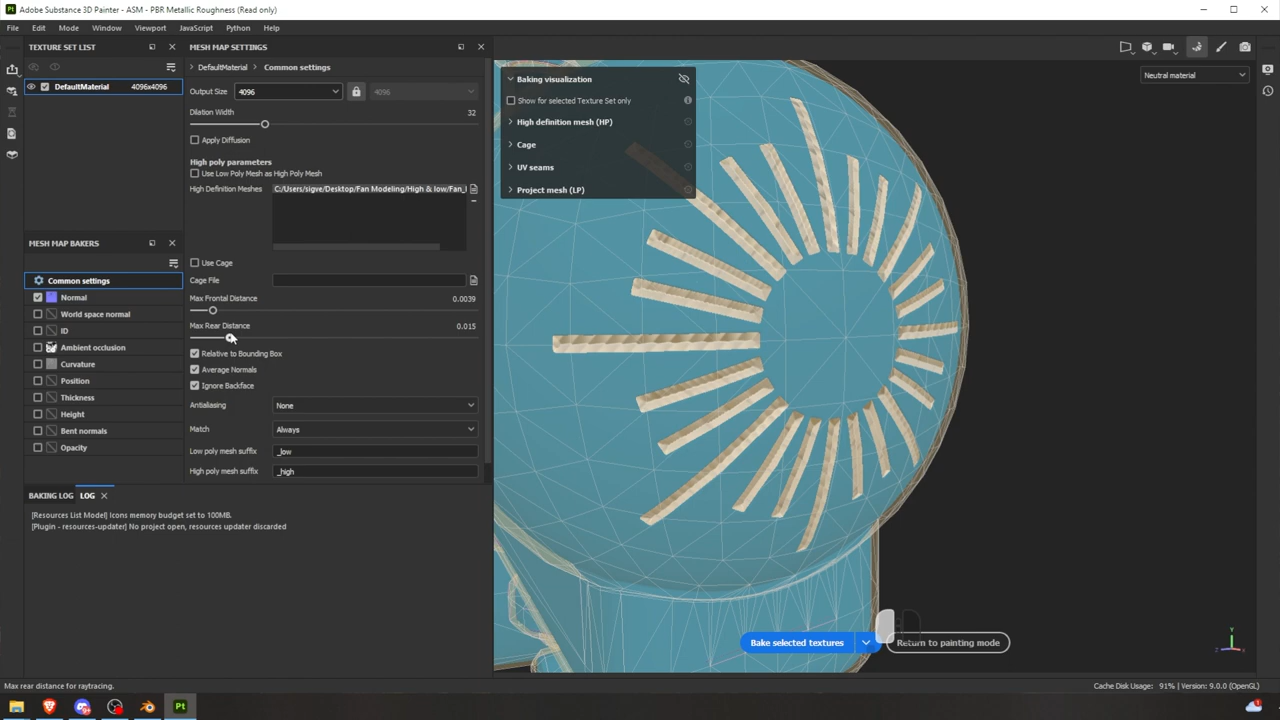 Pt
Adobe Substance 3D Painter - ASM - PBR Metallic Roughness (Read only)
File Edit Mode Window Viewport JavaScript Python Help
TEXTURE SET LIST
DefaultMaterial 4096x4096
MESH MAP BAKERS
Common settings
Normal
World space normal
ID
Ambient occlusion
Curvature
Position
Thickness
Height
Bent normals
Opacity
MESH MAP SETTINGS
DefaultMaterial Common settings
Output Size 4096 4096
Dilation Width 32
Apply Diffusion
High poly parameters
Use Low Poly Mesh as High Poly Mesh
High Definition Meshes C:/Users/sigve/Desktop/Fan Modeling/High & low/Fan_
Use Cage
Cage File
Max Frontal Distance 0.0039
Max Rear Distance 0.015
Relative to Bounding Box
Average Normals
Ignore Backface
Antialiasing None
Match Always
Low poly mesh suffix _low
High poly mesh suffix _high
BAKING LOG LOG
[Resources List Model] Icons memory budget set to 100MB.
[Plugin - resources-updater] No project open, resources updater discarded
Baking visualization
Show for selected Texture Set only
High definition mesh (HP)
Cage
UV seams
Project mesh (LP)
Neutral material
Bake selected textures
Return to painting mode
Y
Max rear distance for raytracing.
Cache Disk Usage: 91% | Version: 9.0.0 (OpenGL)
Pt